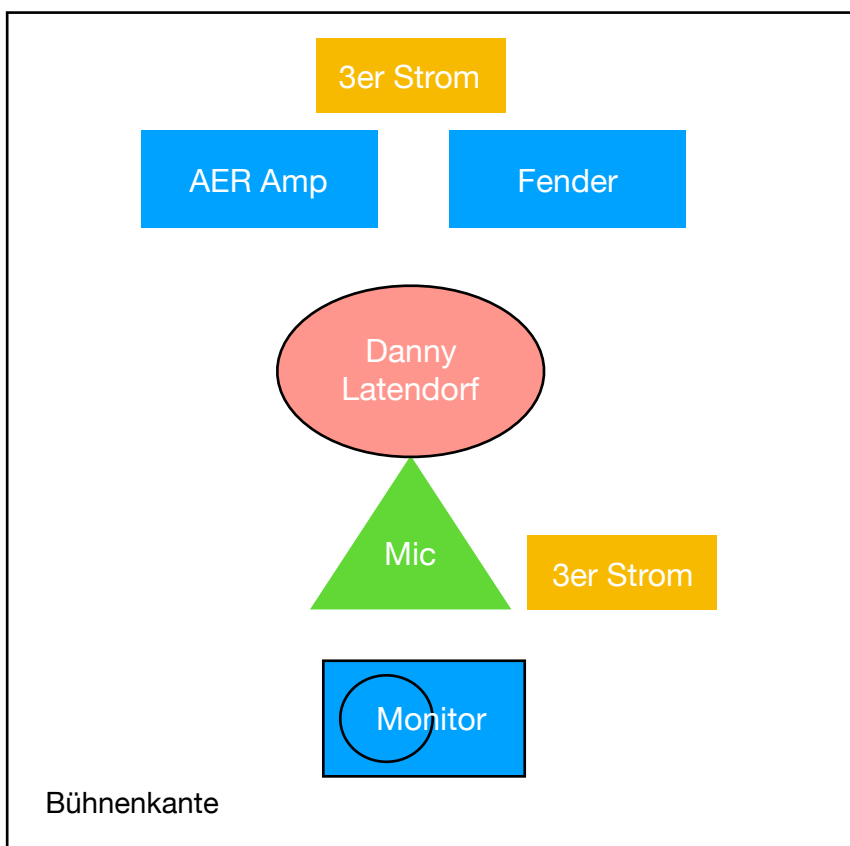 3er Strom
AER Amp
Fender
Danny
Latendorf
Mic
3er Strom
Monitor
Bühnenkante